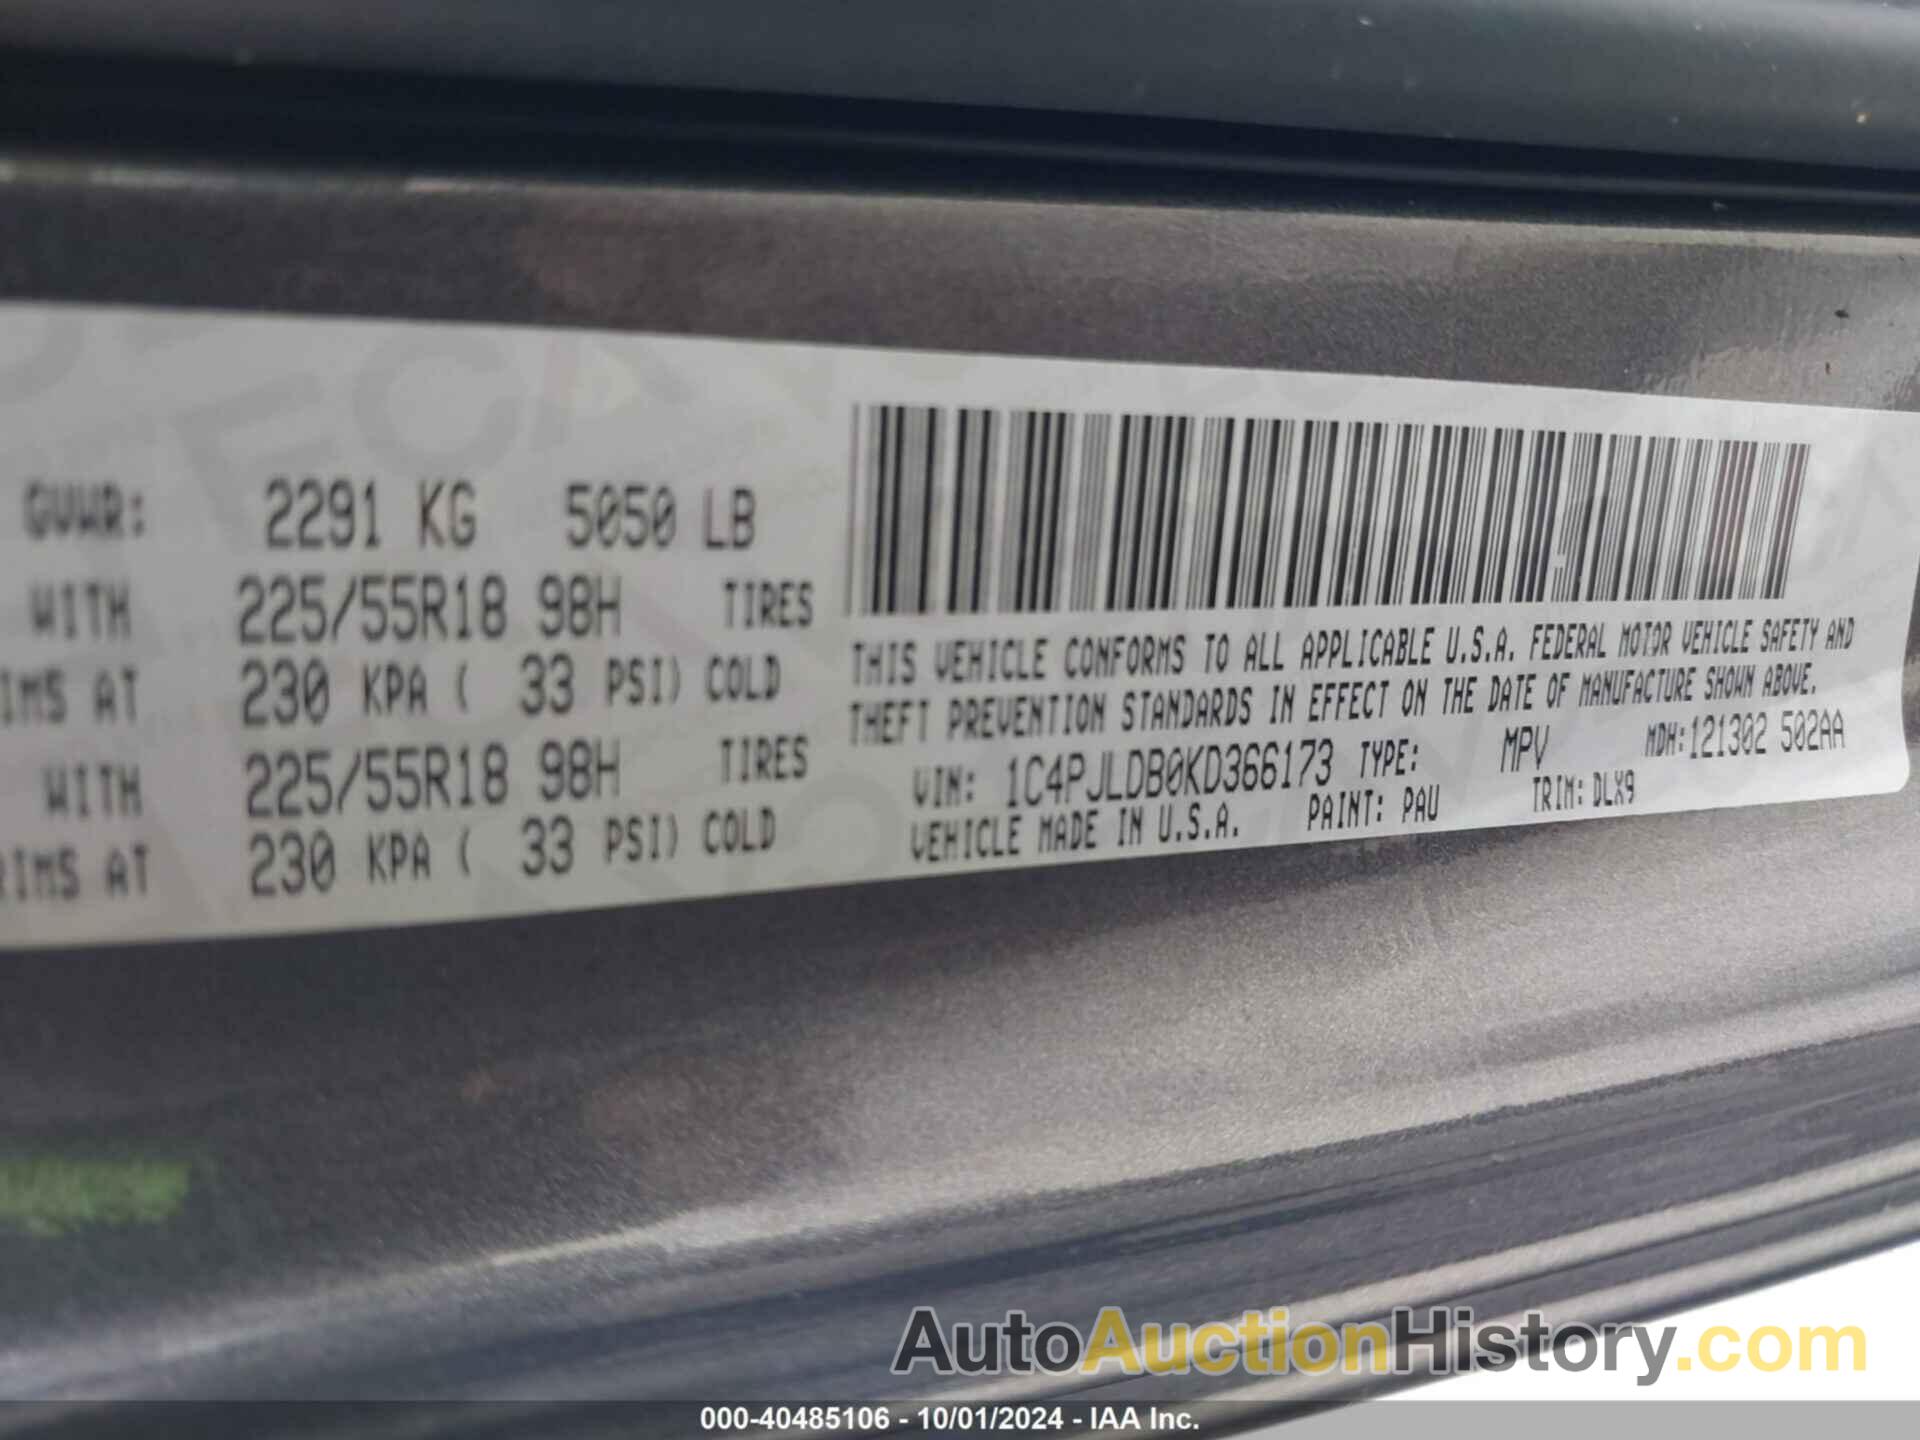 GVWR: 2291 KG 5050 LB
WITH 225/55R18 98H TIRES
IMS AT 230 KPA ( 33 PSI) COLD
WITH 225/55R18 98H TIRES
RIMS AT 230 KPA ( 33 PSI) COLD
THIS VEHICLE CONFORMS TO ALL APPLICABLE U.S.A. FEDERAL MOTOR VEHICLE SAFETY AND
THEFT PREVENTION STANDARDS IN EFFECT ON THE DATE OF MANUFACTURE SHOWN ABOVE.
VIN: 1C4PJLDB0KD366173 TYPE: MPV MDH:121302 502AA
VEHICLE MADE IN U.S.A. PAINT: PAU TRIM: DLX9
AutoAuctionHistory.com
000-40485106 - 10/01/2024 - IAA Inc.